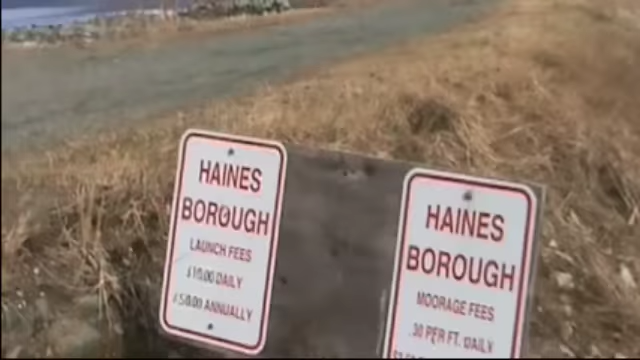 HAINES
BOROUGH
LAUNCH FEES
$10.00 DAILY
$50.00 ANNUALLY
HAINES
BOROUGH
MOORAGE FEES
.30 PER FT. DAILY